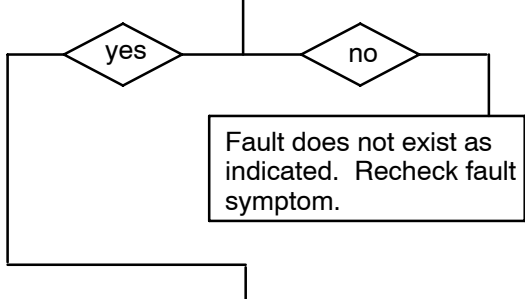 yes
no
Fault does not exist as
indicated.  Recheck fault
symptom.